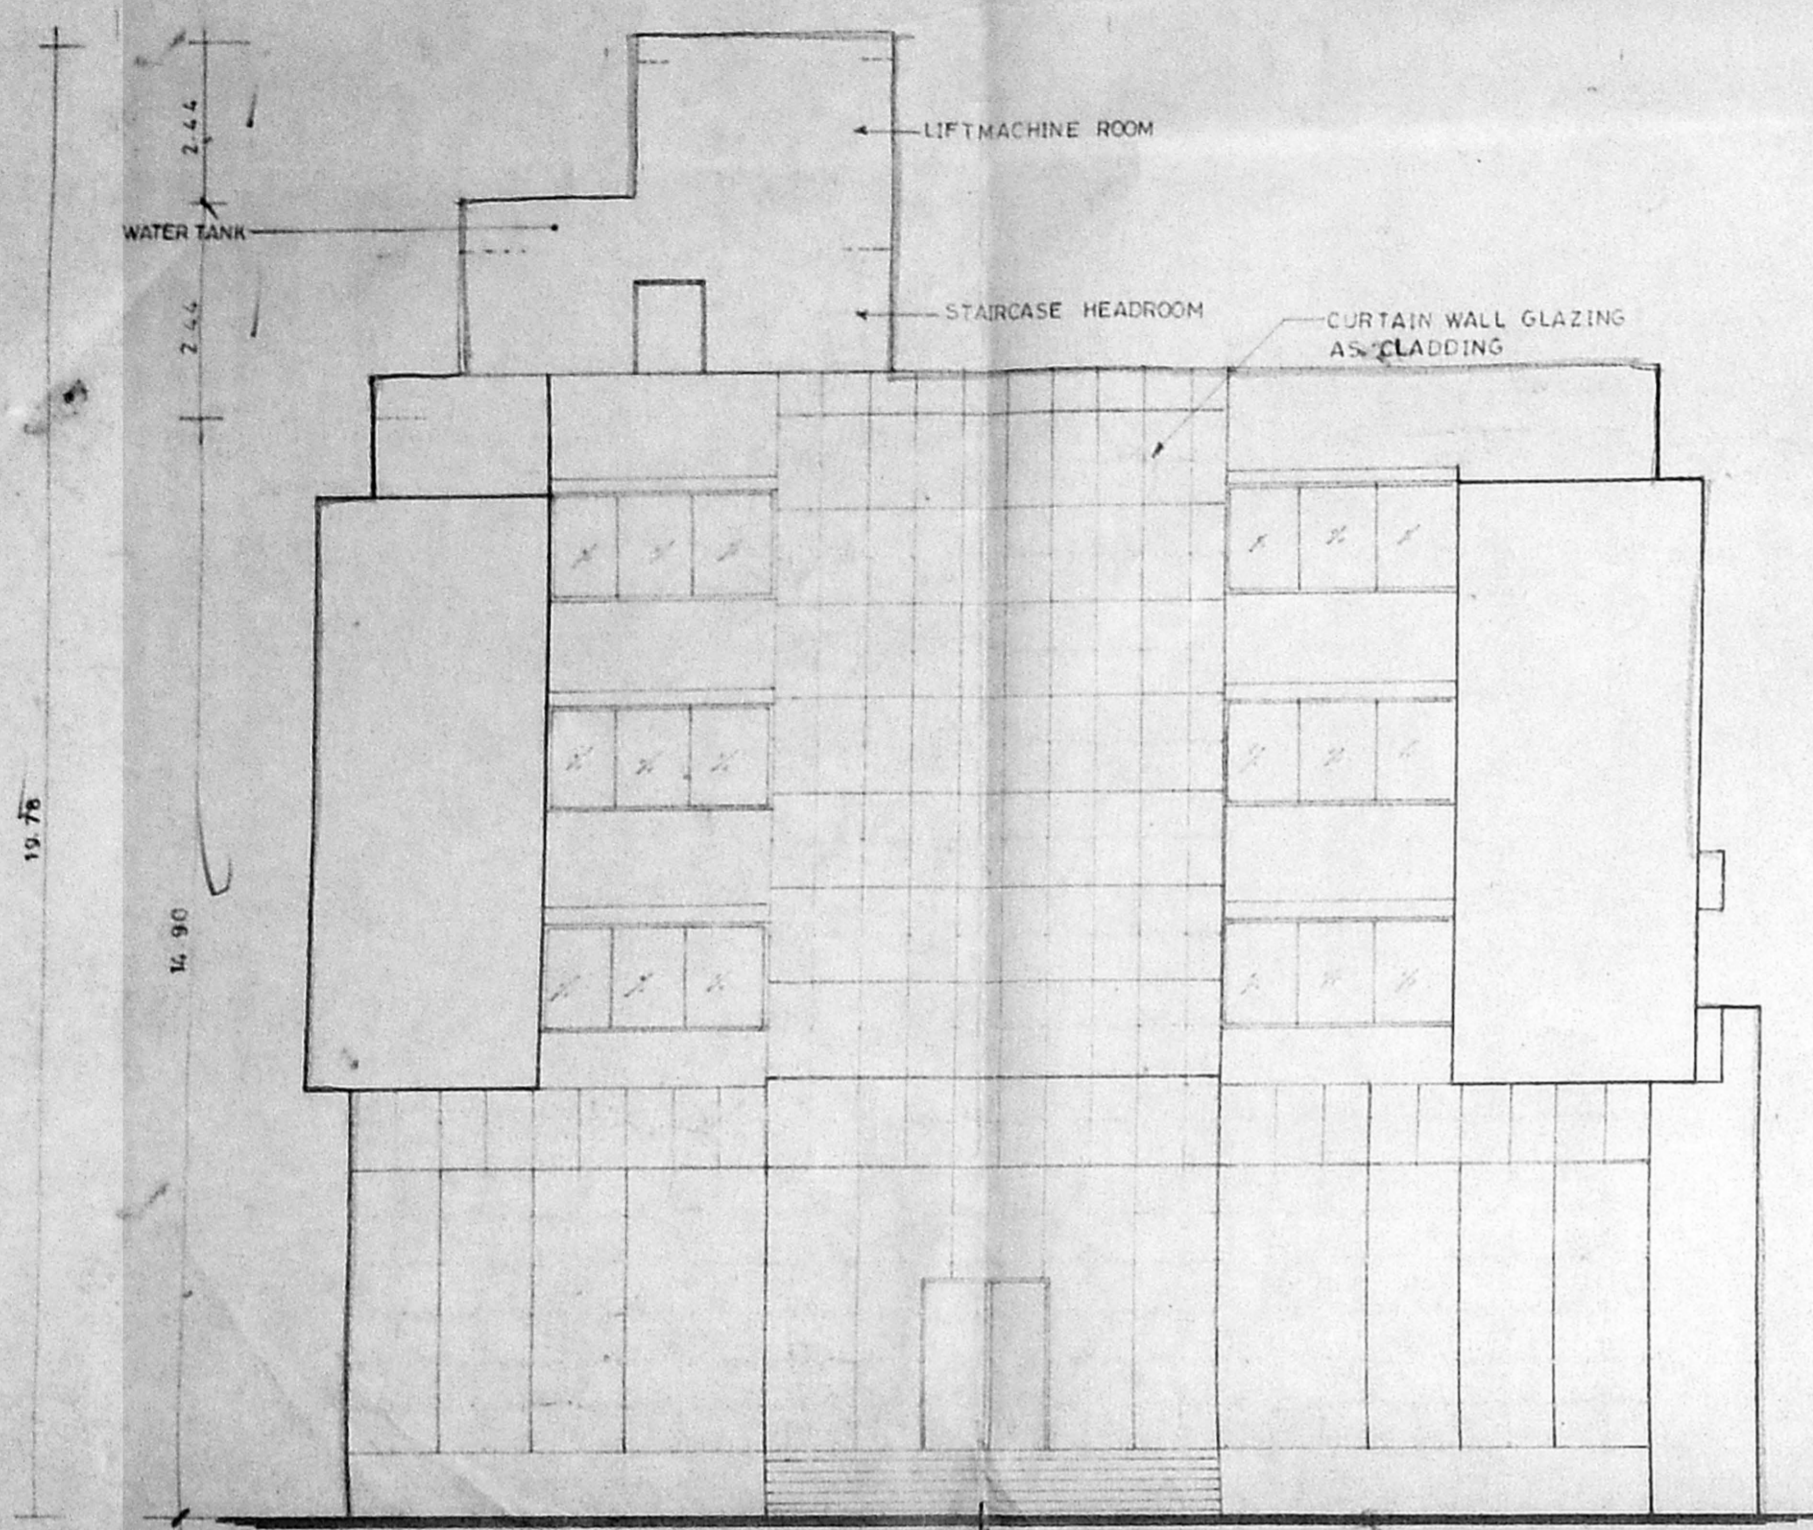 2.44
LIFTMACHINE ROOM
WATER TANK
STAIRCASE HEADROOM
2.44
CURTAIN WALL GLAZING
AS CLADDING
19.78
14.90